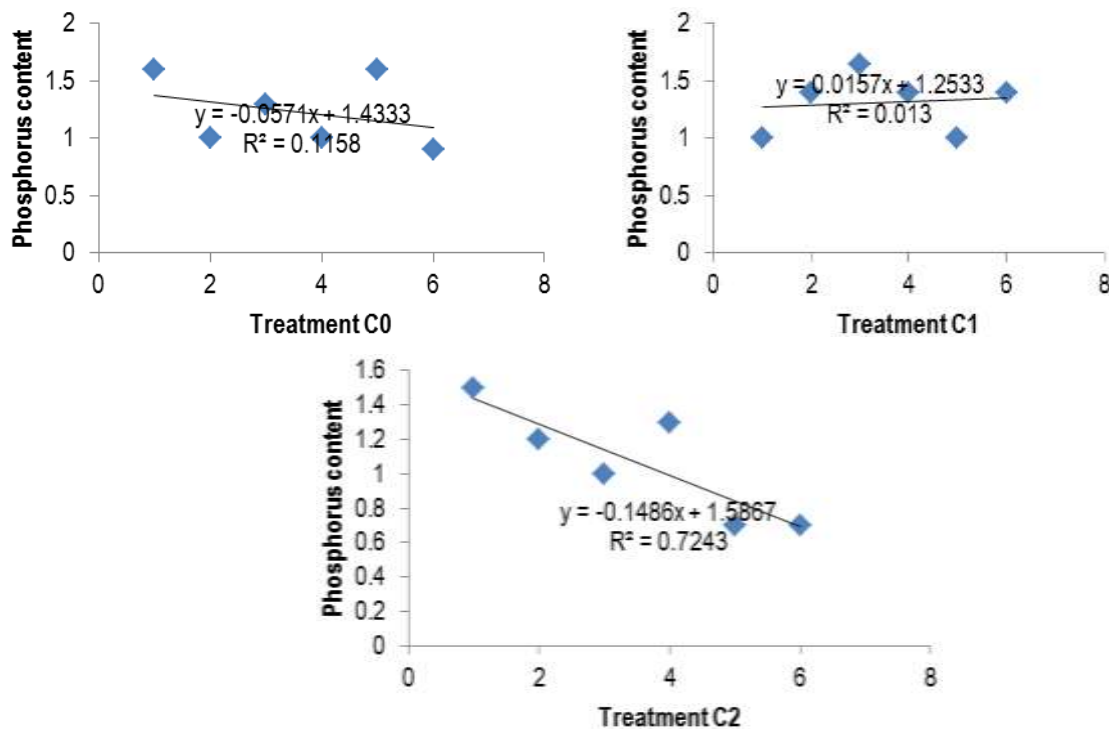 Phosphorus content
2
1.5
1
0.5
0
y = -0.0571x + 1.4333
R² = 0.1158
0 2 4 6 8
Treatment C0
Phosphorus content
2
1.5
1
0.5
0
y = 0.0157x + 1.2533
R² = 0.013
0 2 4 6 8
Treatment C1
Phosphorus content
1.6
1.4
1.2
1
0.8
0.6
0.4
0.2
0
y = -0.1486x + 1.5867
R² = 0.7243
0 2 4 6 8
Treatment C2